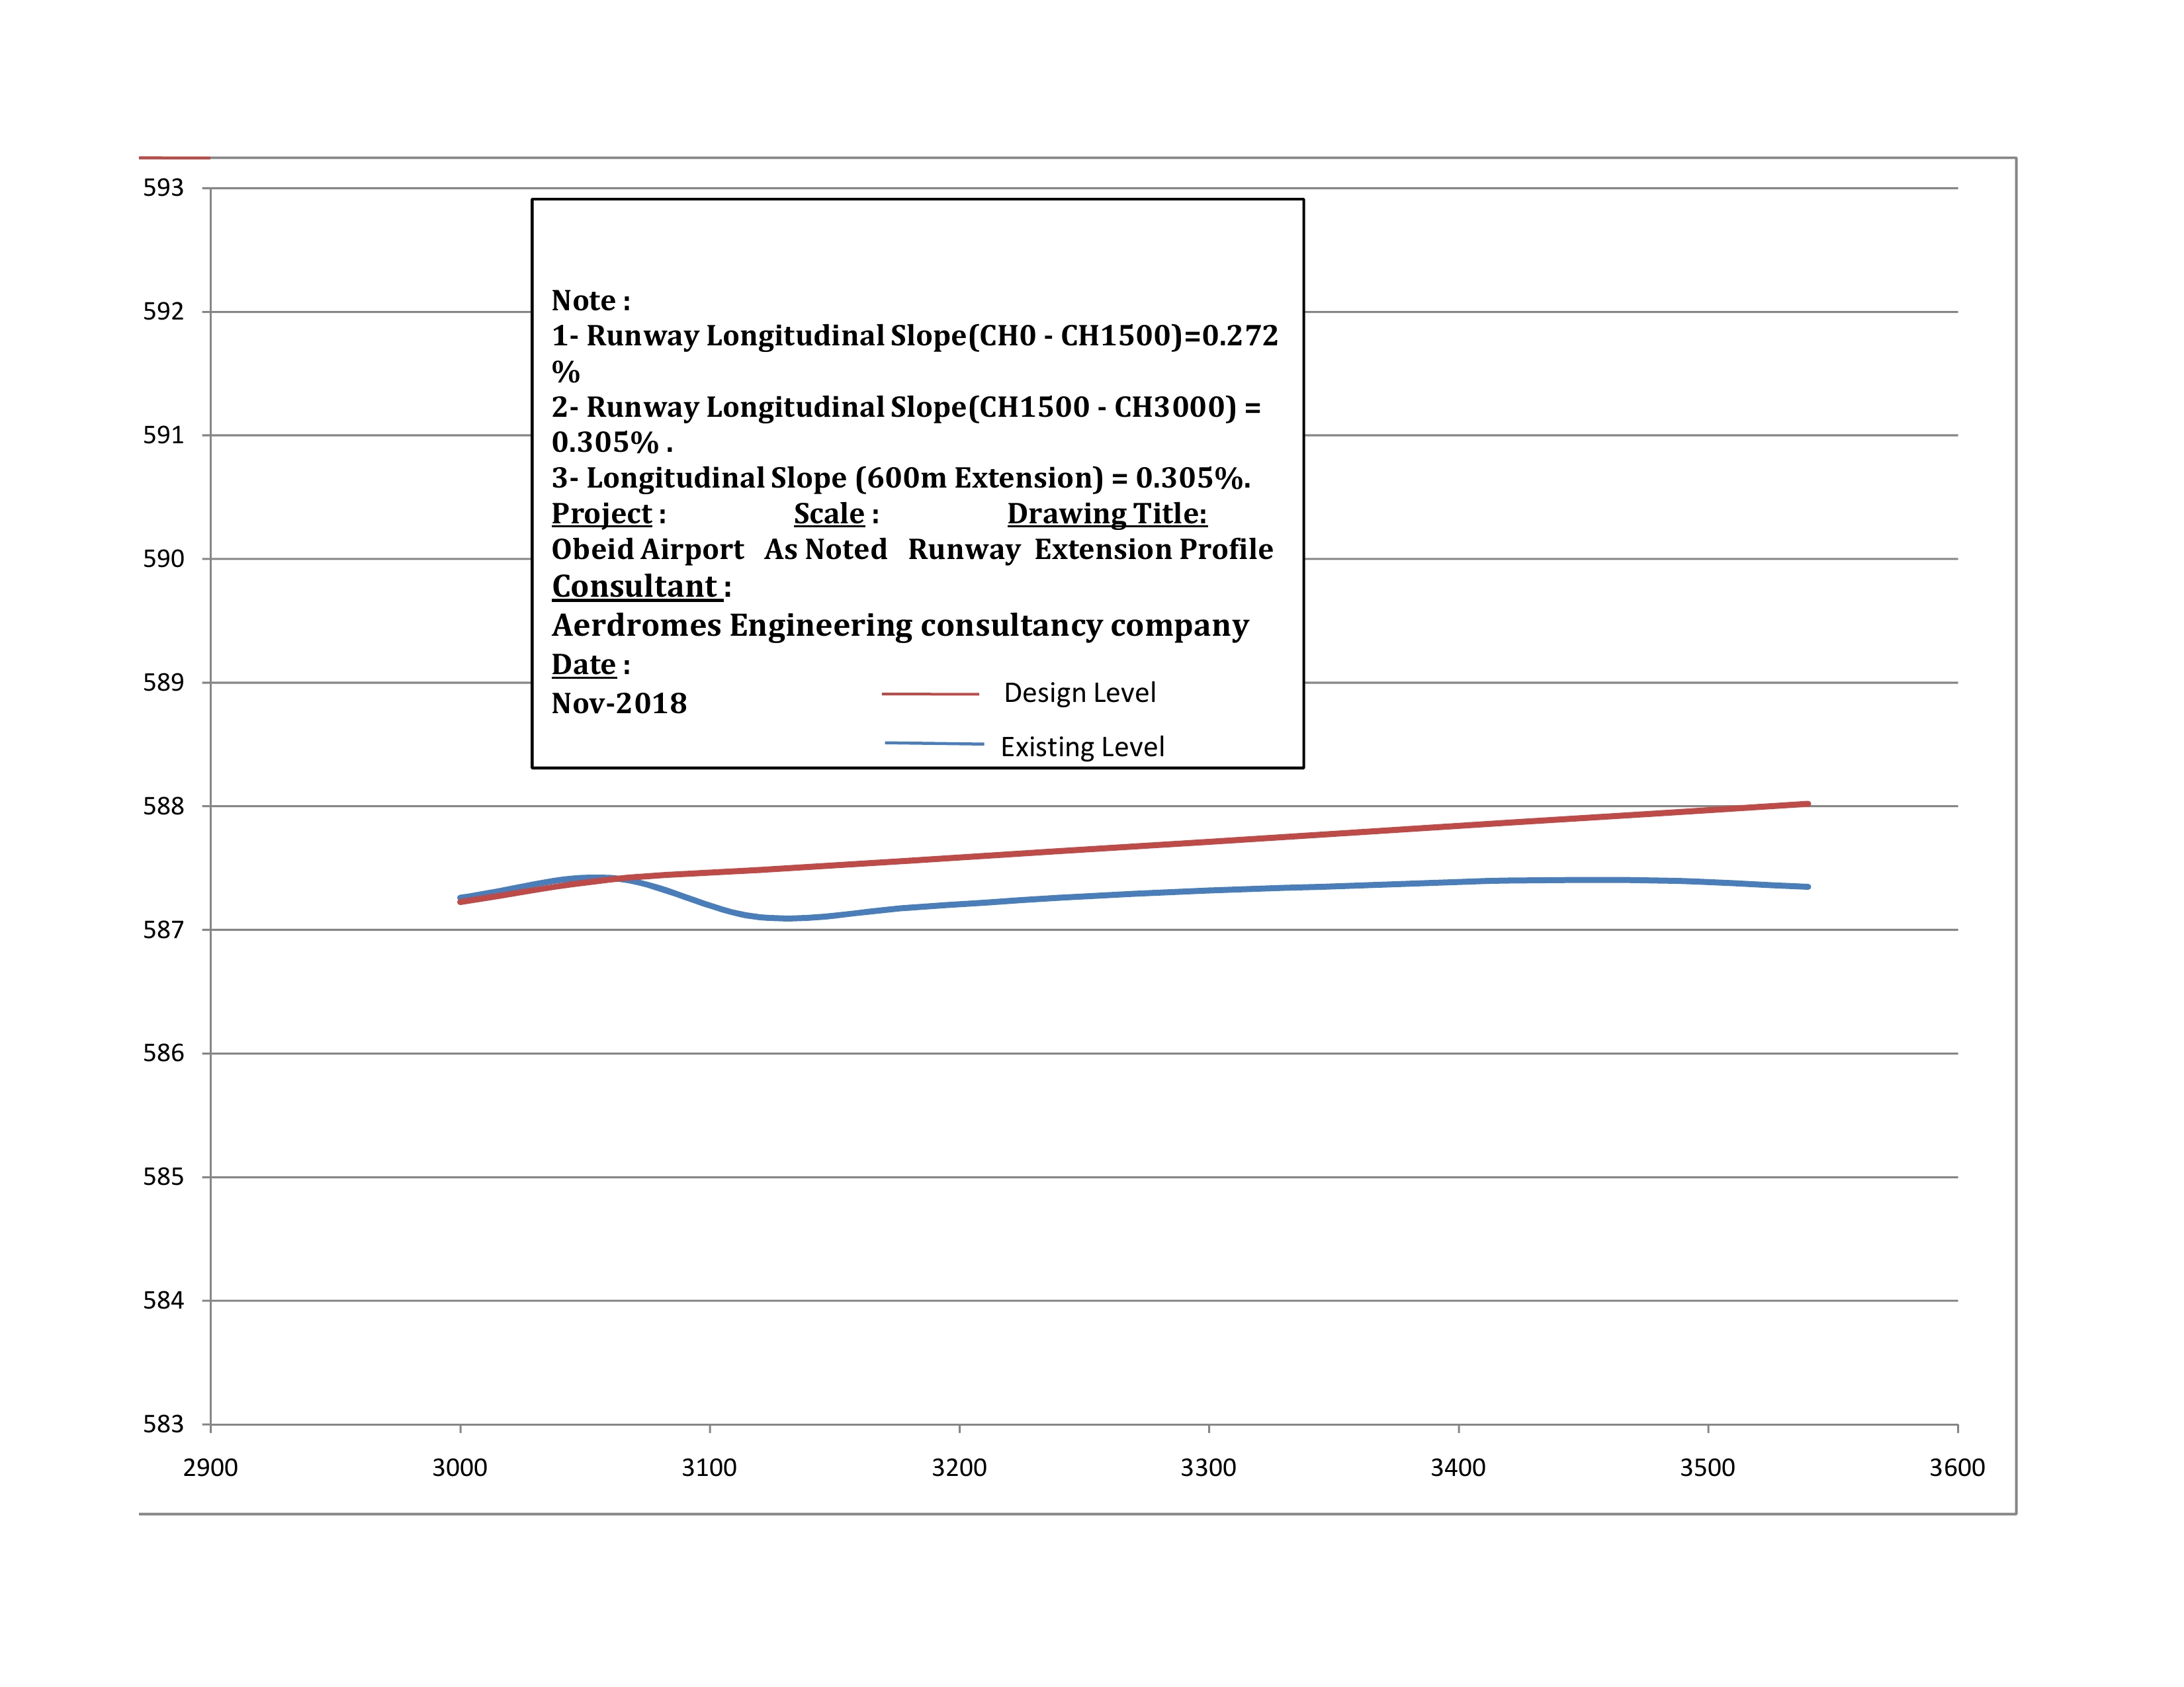 593
592
591
590
589
588
587
586
585
584
583
Note :
1- Runway Longitudinal Slope(CH0 - CH1500)=0.272
%
2- Runway Longitudinal Slope(CH1500 - CH3000) =
0.305% .
3- Longitudinal Slope (600m Extension) = 0.305%.
Project : Scale : Drawing Title:
Obeid Airport As Noted Runway Extension Profile
Consultant :
Aerdromes Engineering consultancy company
Date :
Nov-2018
Design Level
Existing Level
2900 3000 3100 3200 3300 3400 3500 3600